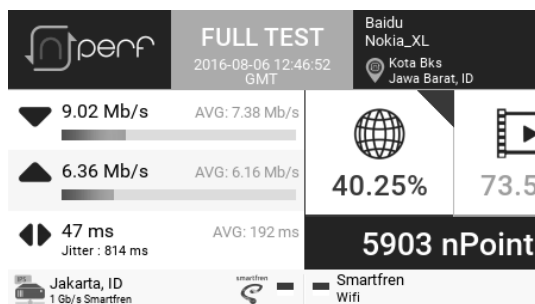 nperf
FULL TEST
2016-08-06 12:46:52
GMT
Baidu
Nokia_XL
Kota Bks
Jawa Barat, ID
9.02 Mb/s
AVG: 7.38 Mb/s
6.36 Mb/s
AVG: 6.16 Mb/s
47 ms
AVG: 192 ms
Jitter : 814 ms
40.25%
73.5
5903 nPoint
Jakarta, ID
1 Gb/s Smartfren
smartfren
Smartfren
Wifi